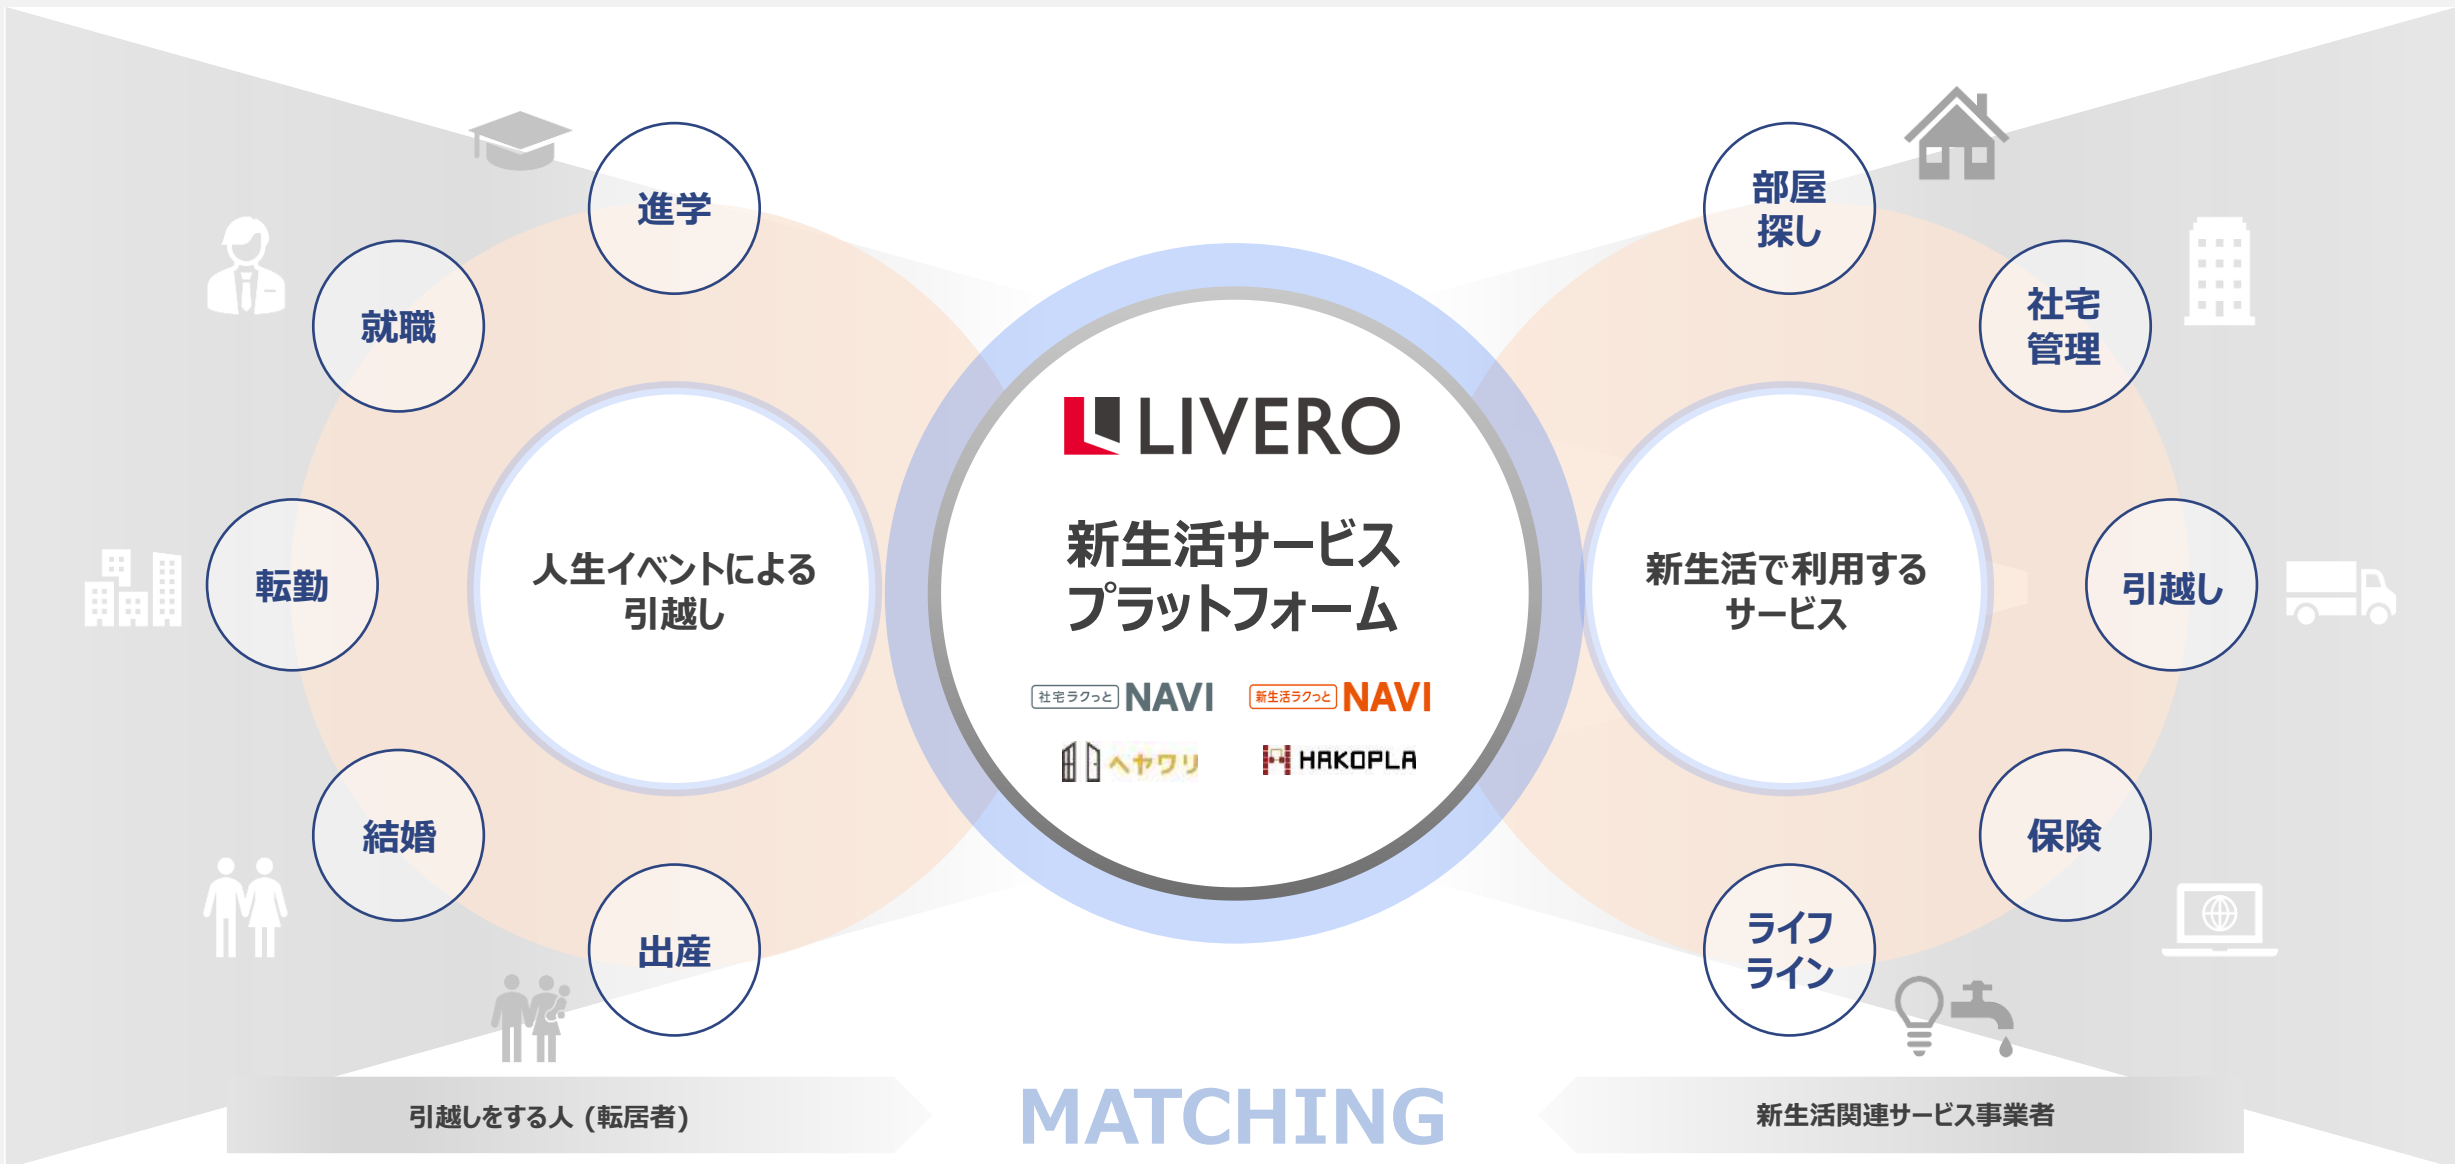 進学
就職
転勤
結婚
出産
人生イベントによる
引越し
LIVERO
新生活サービス
プラットフォーム
社宅ラクっと NAVI
新生活ラクっと NAVI
ヘヤワリ
HAKOPLA
新生活で利用する
サービス
部屋
探し
社宅
管理
引越し
保険
ライフ
ライン
引越しをする人 (転居者)
MATCHING
新生活関連サービス事業者